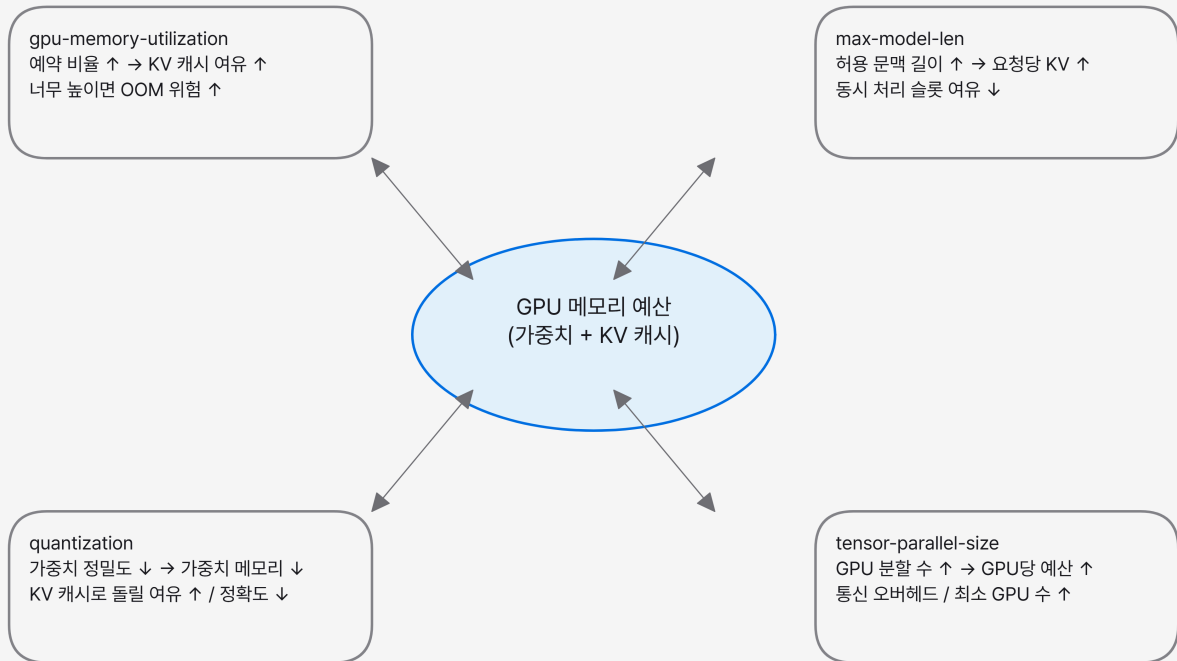 gpu-memory-utilization
예약 비율 ↑ → KV 캐시 여유 ↑
너무 높이면 OOM 위험 ↑
max-model-len
허용 문맥 길이 ↑ → 요청당 KV ↑
동시 처리 슬롯 여유 ↓
GPU 메모리 예산
(가중치 + KV 캐시)
quantization
가중치 정밀도 ↓ → 가중치 메모리 ↓
KV 캐시로 돌릴 여유 ↑ / 정확도 ↓
tensor-parallel-size
GPU 분할 수 ↑ → GPU당 예산 ↑
통신 오버헤드 / 최소 GPU 수 ↑